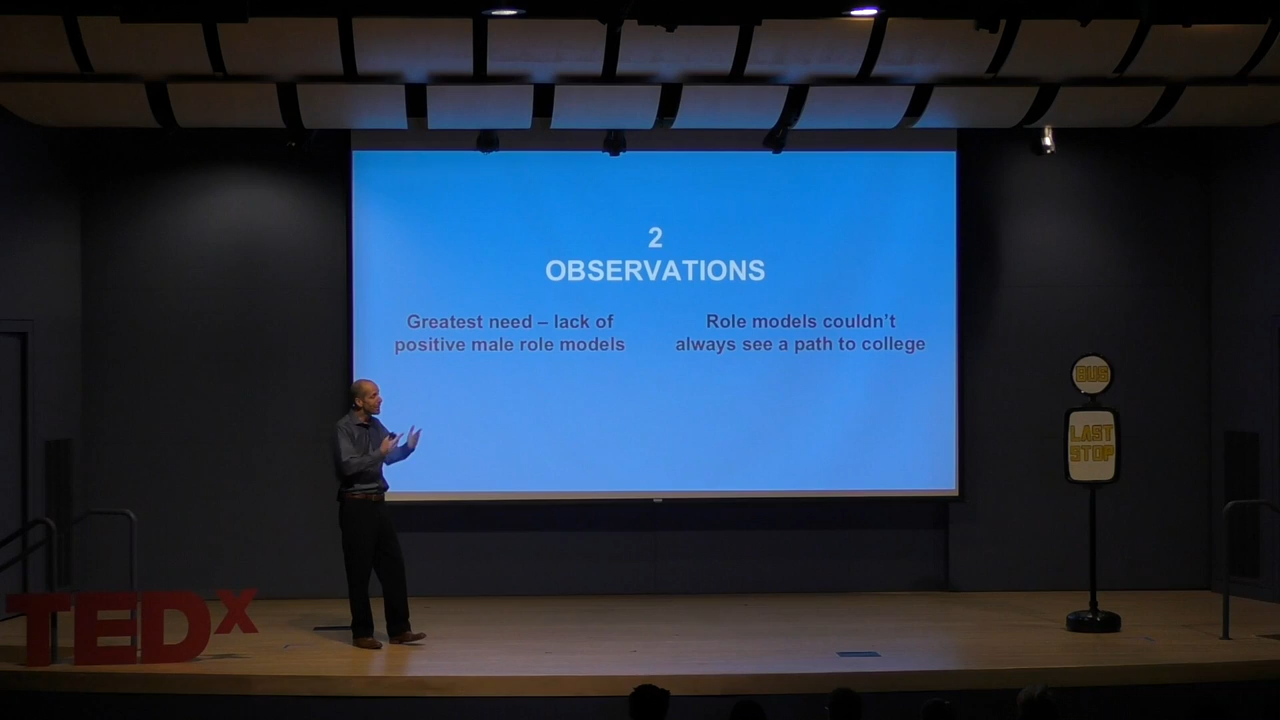 2
OBSERVATIONS
Greatest need – lack of
positive male role models
Role models couldn't
always see a path to college
BUS
LAST
STOP
TEDx